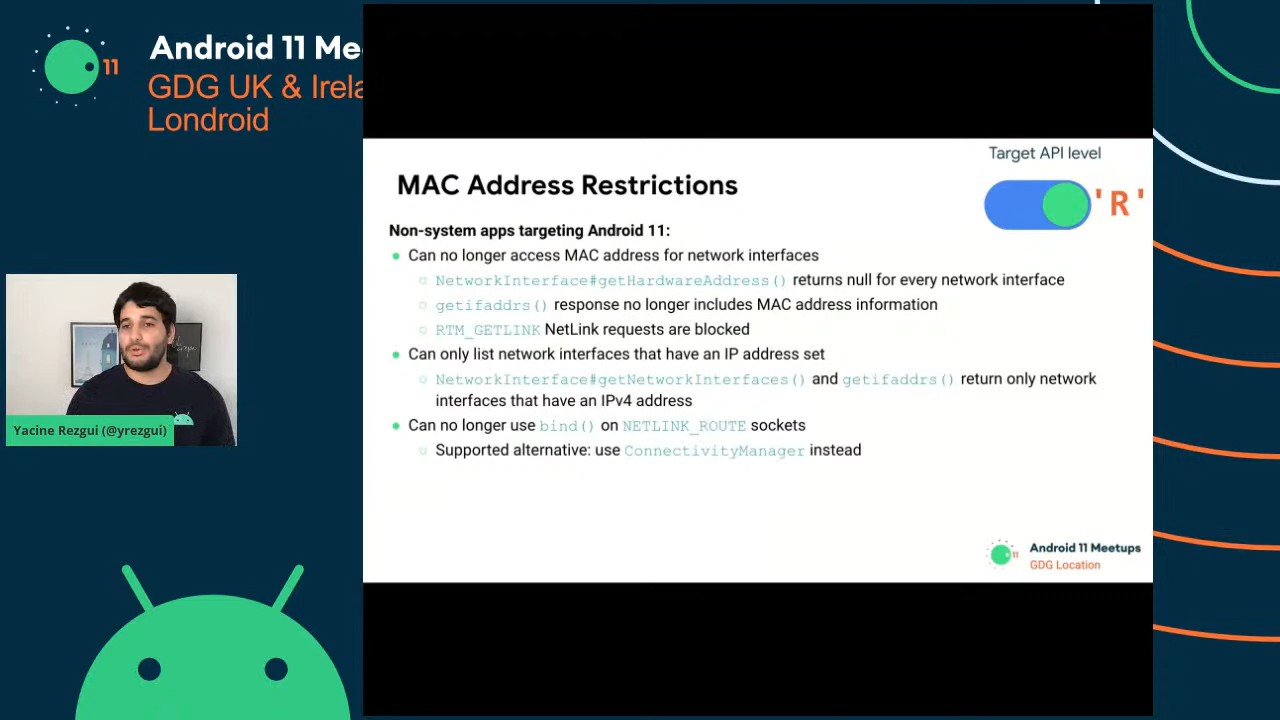 11
Android 11 Me
GDG UK & Irela
Londroid
Target API level
'R'
MAC Address Restrictions
Non-system apps targeting Android 11:
Can no longer access MAC address for network interfaces
NetworkInterface#getHardwareAddress() returns null for every network interface
getifaddrs() response no longer includes MAC address information
RTM_GETLINK NetLink requests are blocked
Can only list network interfaces that have an IP address set
NetworkInterface#getNetworkInterfaces() and getifaddrs() return only network
interfaces that have an IPv4 address
Can no longer use bind() on NETLINK_ROUTE sockets
Supported alternative: use ConnectivityManager instead
Yacine Rezgui (@yrezgui)
11
Android 11 Meetups
GDG Location